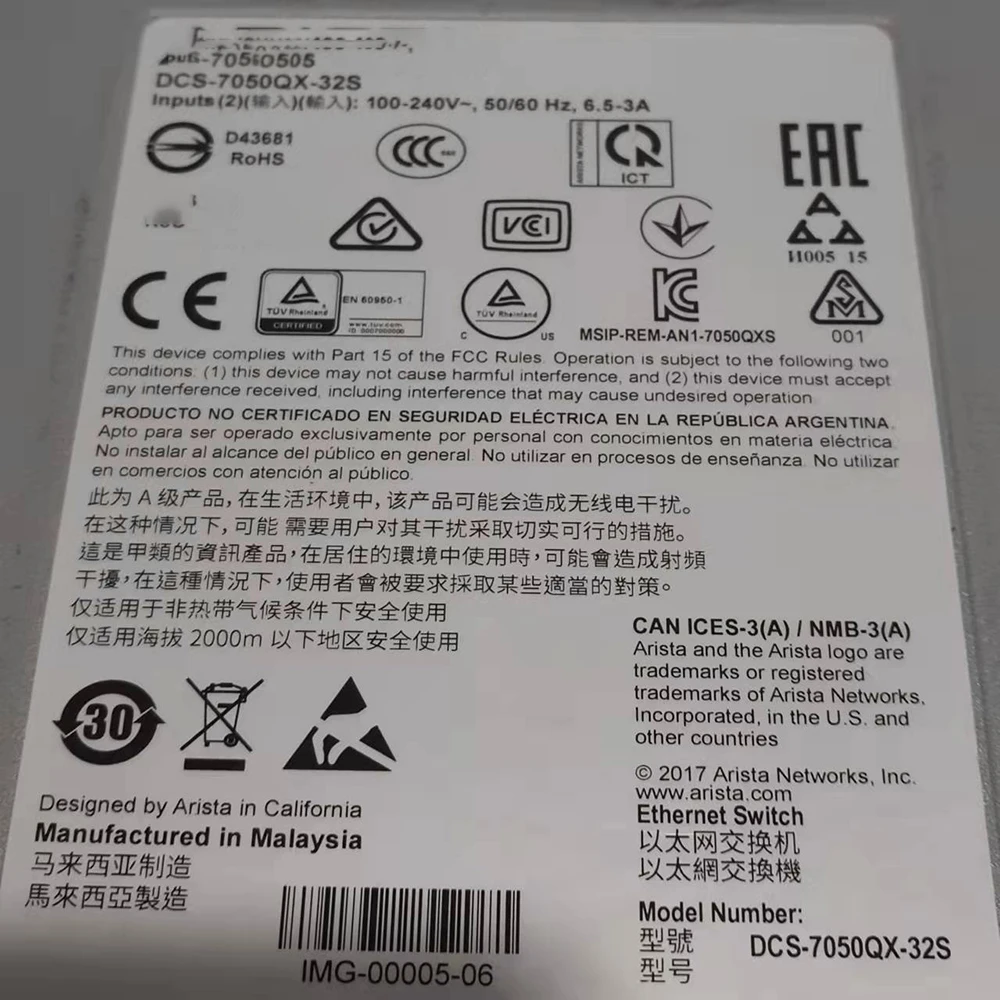 DCS-7050QX-32S
Inputs (2)(输入)(輸入): 100-240V~, 50/60 Hz, 6.5-3A
D43681
RoHS
CCC
ARISTA NETWORKS
ICT
EAC
VCCI
И005 15
CE
TÜVRheinland
CERTIFIED
EN 60950-1
www.tuv.com
ID 0007000000
TÜVRheinland
C US
KC
MSIP-REM-AN1-7050QXS
001
This device complies with Part 15 of the FCC Rules. Operation is subject to the following two
conditions: (1) this device may not cause harmful interference, and (2) this device must accept
any interference received, including interference that may cause undesired operation
PRODUCTO NO CERTIFICADO EN SEGURIDAD ELÉCTRICA EN LA REPÚBLICA ARGENTINA.
Apto para ser operado exclusivamente por personal con conocimientos en materia eléctrica.
No instalar al alcance del público en general. No utilizar en procesos de enseñanza. No utilizar
en comercios con atención al público.
此为 A 级产品，在生活环境中，该产品可能会造成无线电干扰。
在这种情况下，可能 需要用户对其干扰采取切实可行的措施。
這是甲類的資訊產品，在居住的環境中使用時，可能會造成射頻
干擾，在這種情況下，使用者會被要求採取某些適當的對策。
仅适用于非热带气候条件下安全使用
仅适用海拔 2000m 以下地区安全使用
CAN ICES-3(A) / NMB-3(A)
Arista and the Arista logo are
trademarks or registered
trademarks of Arista Networks,
Incorporated, in the U.S. and
other countries
30
© 2017 Arista Networks, Inc.
www.arista.com
Ethernet Switch
以太网交换机
以太網交換機
Designed by Arista in California
Manufactured in Malaysia
马来西亚制造
馬來西亞製造
IMG-00005-06
Model Number:
型號
型号
DCS-7050QX-32S